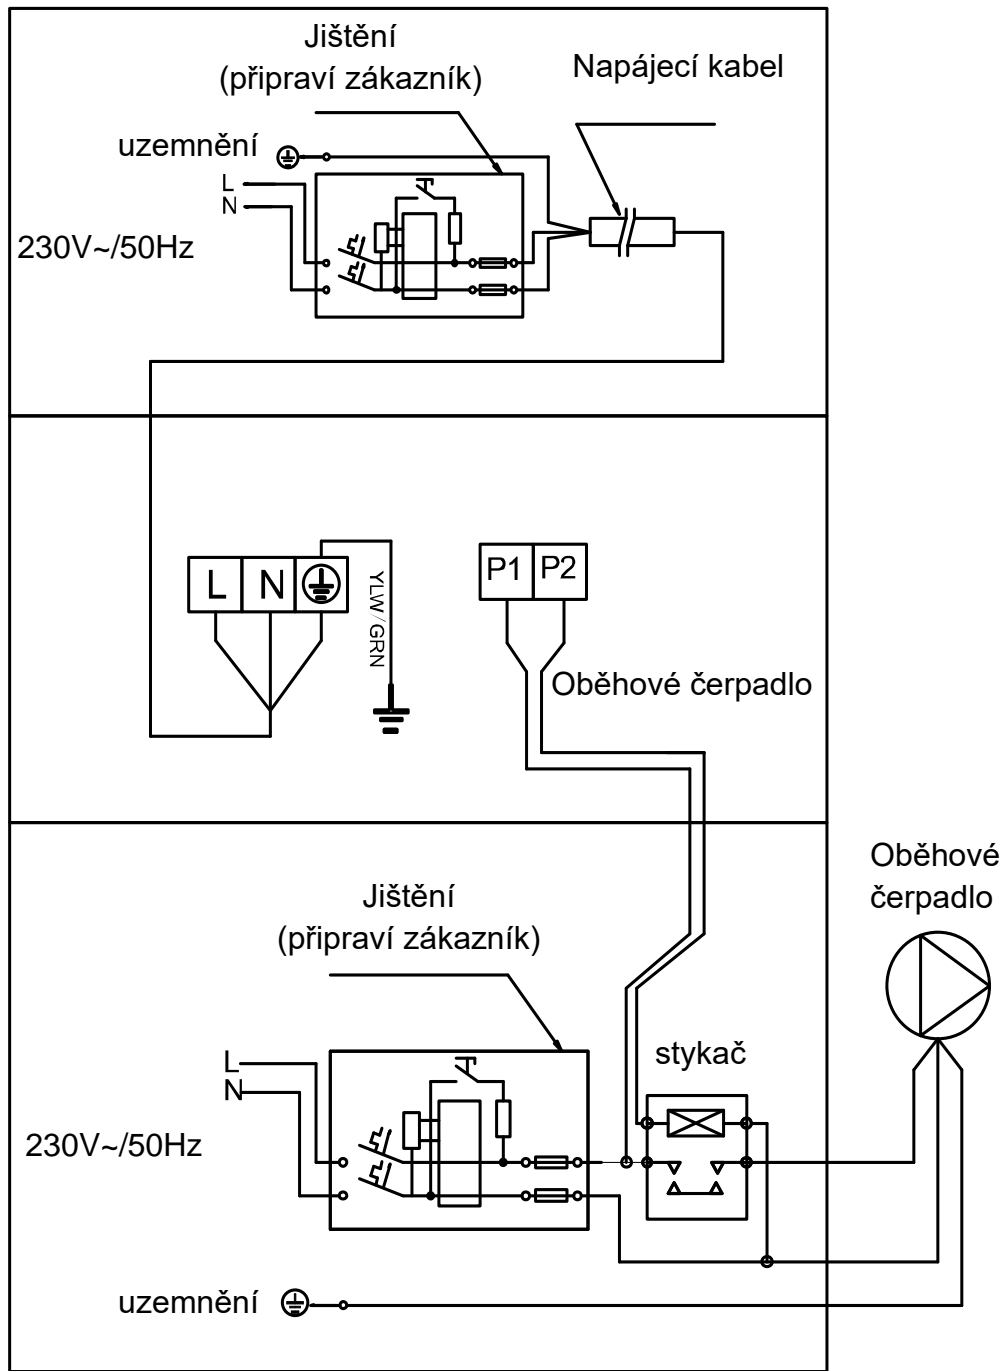 Jištění
(připraví zákazník)
Napájecí kabel
uzemnění
L
N
230V~/50Hz
L N
YLW/GRN
P1 P2
Oběhové čerpadlo
Oběhové
čerpadlo
Jištění
(připraví zákazník)
stykač
L
N
230V~/50Hz
uzemnění